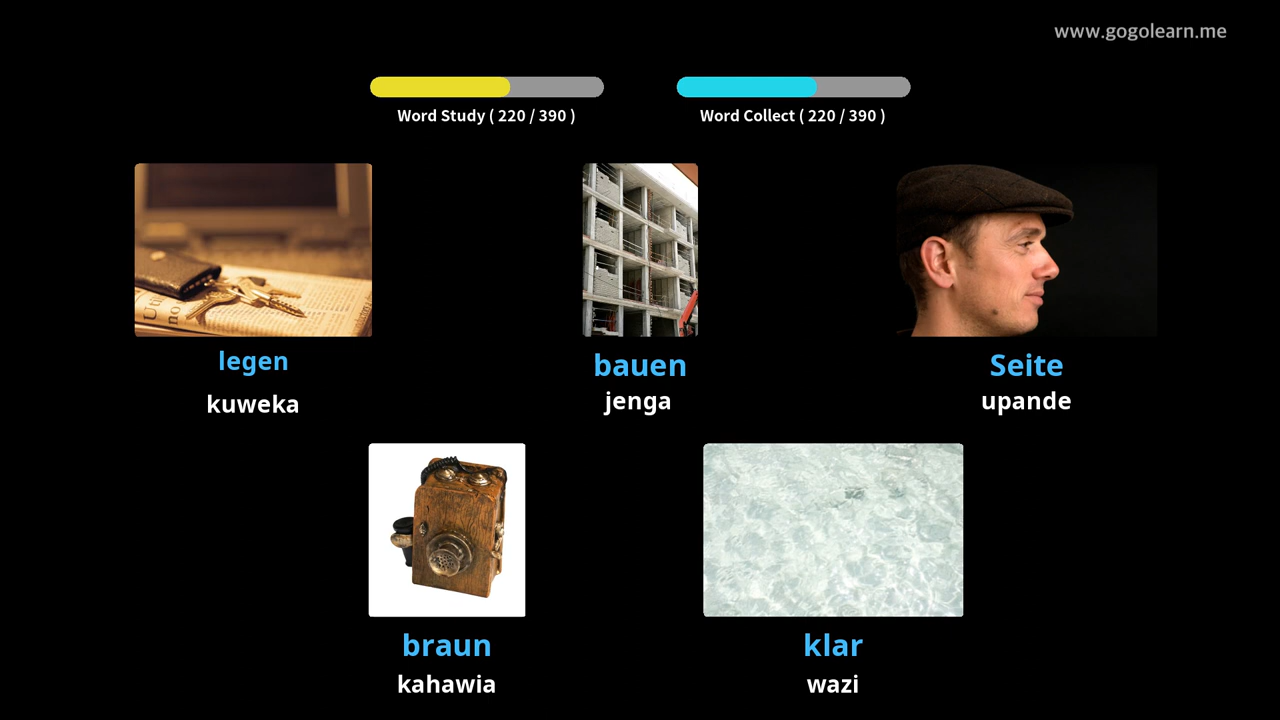 www.gogolearn.me
Word Study ( 220 / 390 )
Word Collect ( 220 / 390 )
legen
kuweka
bauen
jenga
Seite
upande
braun
kahawia
klar
wazi